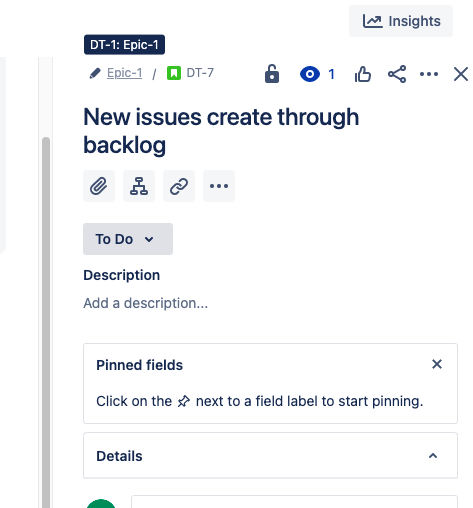 Insights
DT-1: Epic-1
Epic-1 / DT-7
1
New issues create through
backlog
To Do
Description
Add a description...
Pinned fields
Click on the next to a field label to start pinning.
Details